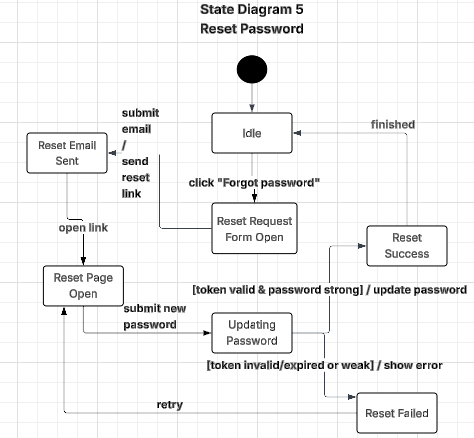 State Diagram 5
Reset Password
Idle
finished
submit
email
/
send
reset
link
Reset Email
Sent
click "Forgot password"
Reset Request
Form Open
open link
Reset
Success
Reset Page
Open
[token valid & password strong] / update password
submit new
password
Updating
Password
[token invalid/expired or weak] / show error
retry
Reset Failed